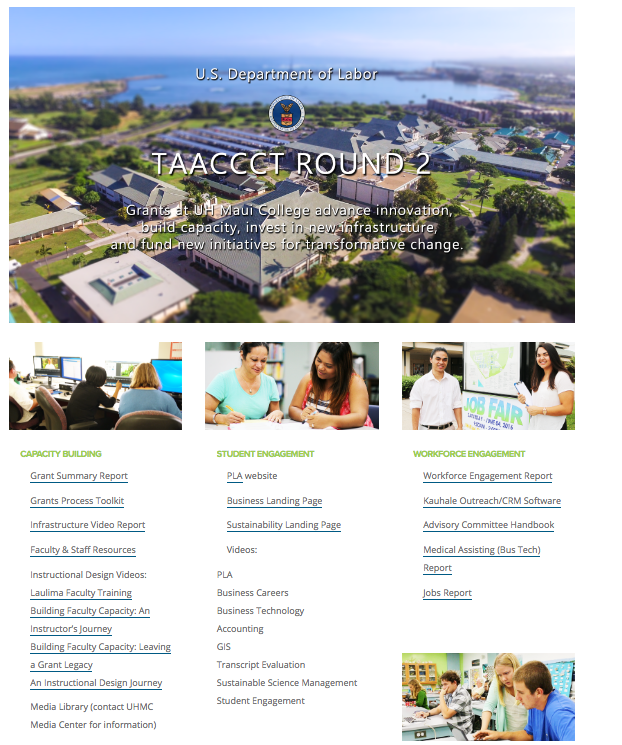 U.S. Department of Labor
TAACCCT ROUND 2
Grants at UH Maui College advance innovation,
build capacity, invest in new infrastructure,
and fund new initiatives for transformative change.
JOB FAIR
CAPACITY BUILDING
Grant Summary Report
Grants Process Toolkit
Infrastructure Video Report
Faculty & Staff Resources
Instructional Design Videos:
Laulima Faculty Training
Building Faculty Capacity: An
Instructor's Journey
Building Faculty Capacity: Leaving
a Grant Legacy
An Instructional Design Journey
Media Library (contact UHMC
Media Center for information)
STUDENT ENGAGEMENT
PLA website
Business Landing Page
Sustainability Landing Page
Videos:
PLA
Business Careers
Business Technology
Accounting
GIS
Transcript Evaluation
Sustainable Science Management
Student Engagement
WORKFORCE ENGAGEMENT
Workforce Engagement Report
Kauhale Outreach/CRM Software
Advisory Committee Handbook
Medical Assisting (Bus Tech)
Report
Jobs Report